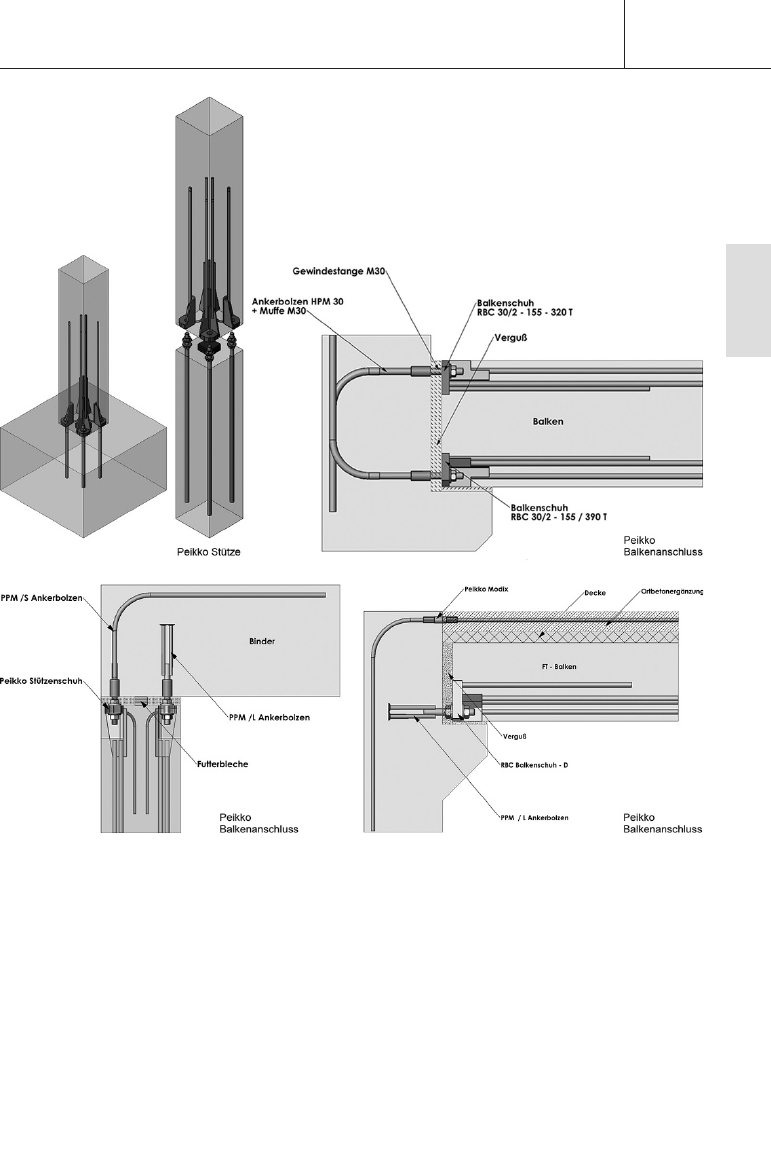 Gewindestange M30
Ankerbolzen HPM 30
+ Muffe M30
Balkenschuh
RBC 30/2 - 155 - 320 T
Verguß
Balken
Balkenschuh
RBC 30/2 - 155 / 390 T
Peikko Stütze
Peikko
Balkenanschluss
PPM /S Ankerbolzen
Binder
Peikko Stützenschuh
PPM /L Ankerbolzen
Futterbleche
Peikko
Balkenanschluss
Peikko Modix
Decke
Ortbetonergänzung
FT - Balken
Verguß
RBC Balkenschuh - D
PPM / L Ankerbolzen
Peikko
Balkenanschluss